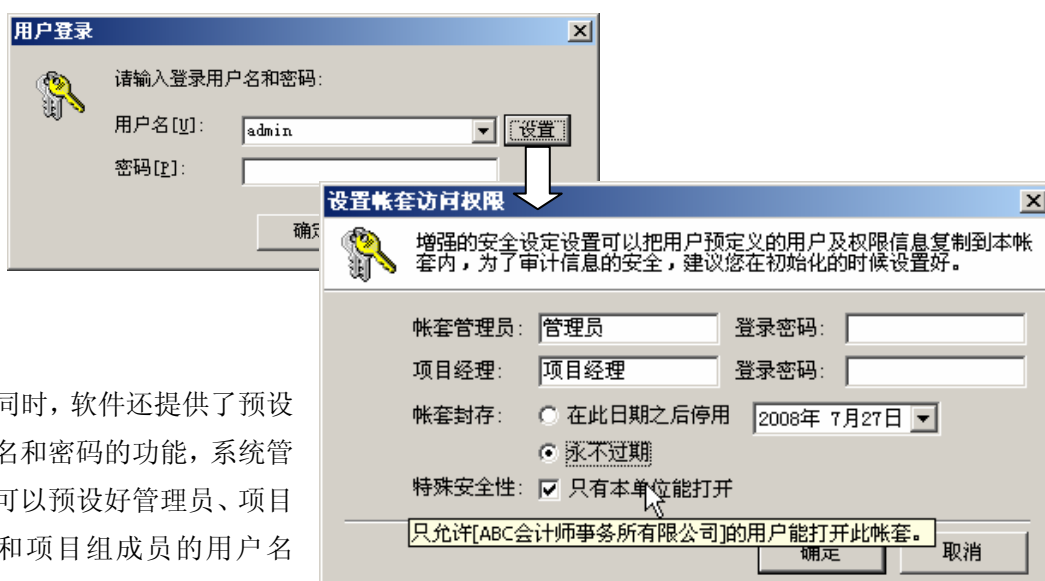 用户登录
请输入登录用户名和密码:
用户名[U]: admin 设置
密码[P]:
确定
设置帐套访问权限
增强的安全设定设置可以把用户预定义的用户及权限信息复制到本帐
套内,为了审计信息的安全,建议您在初始化的时候设置好。
帐套管理员: 管理员 登录密码:
项目经理: 项目经理 登录密码:
帐套封存: 在此日期之后停用 2008年 7月27日
永不过期
特殊安全性: 只有本单位能打开
只允许[ABC会计师事务所有限公司]的用户能打开此帐套。
确定 取消
同时,软件还提供了预设
名和密码的功能,系统管
可以预设好管理员、项目
和项目组成员的用户名